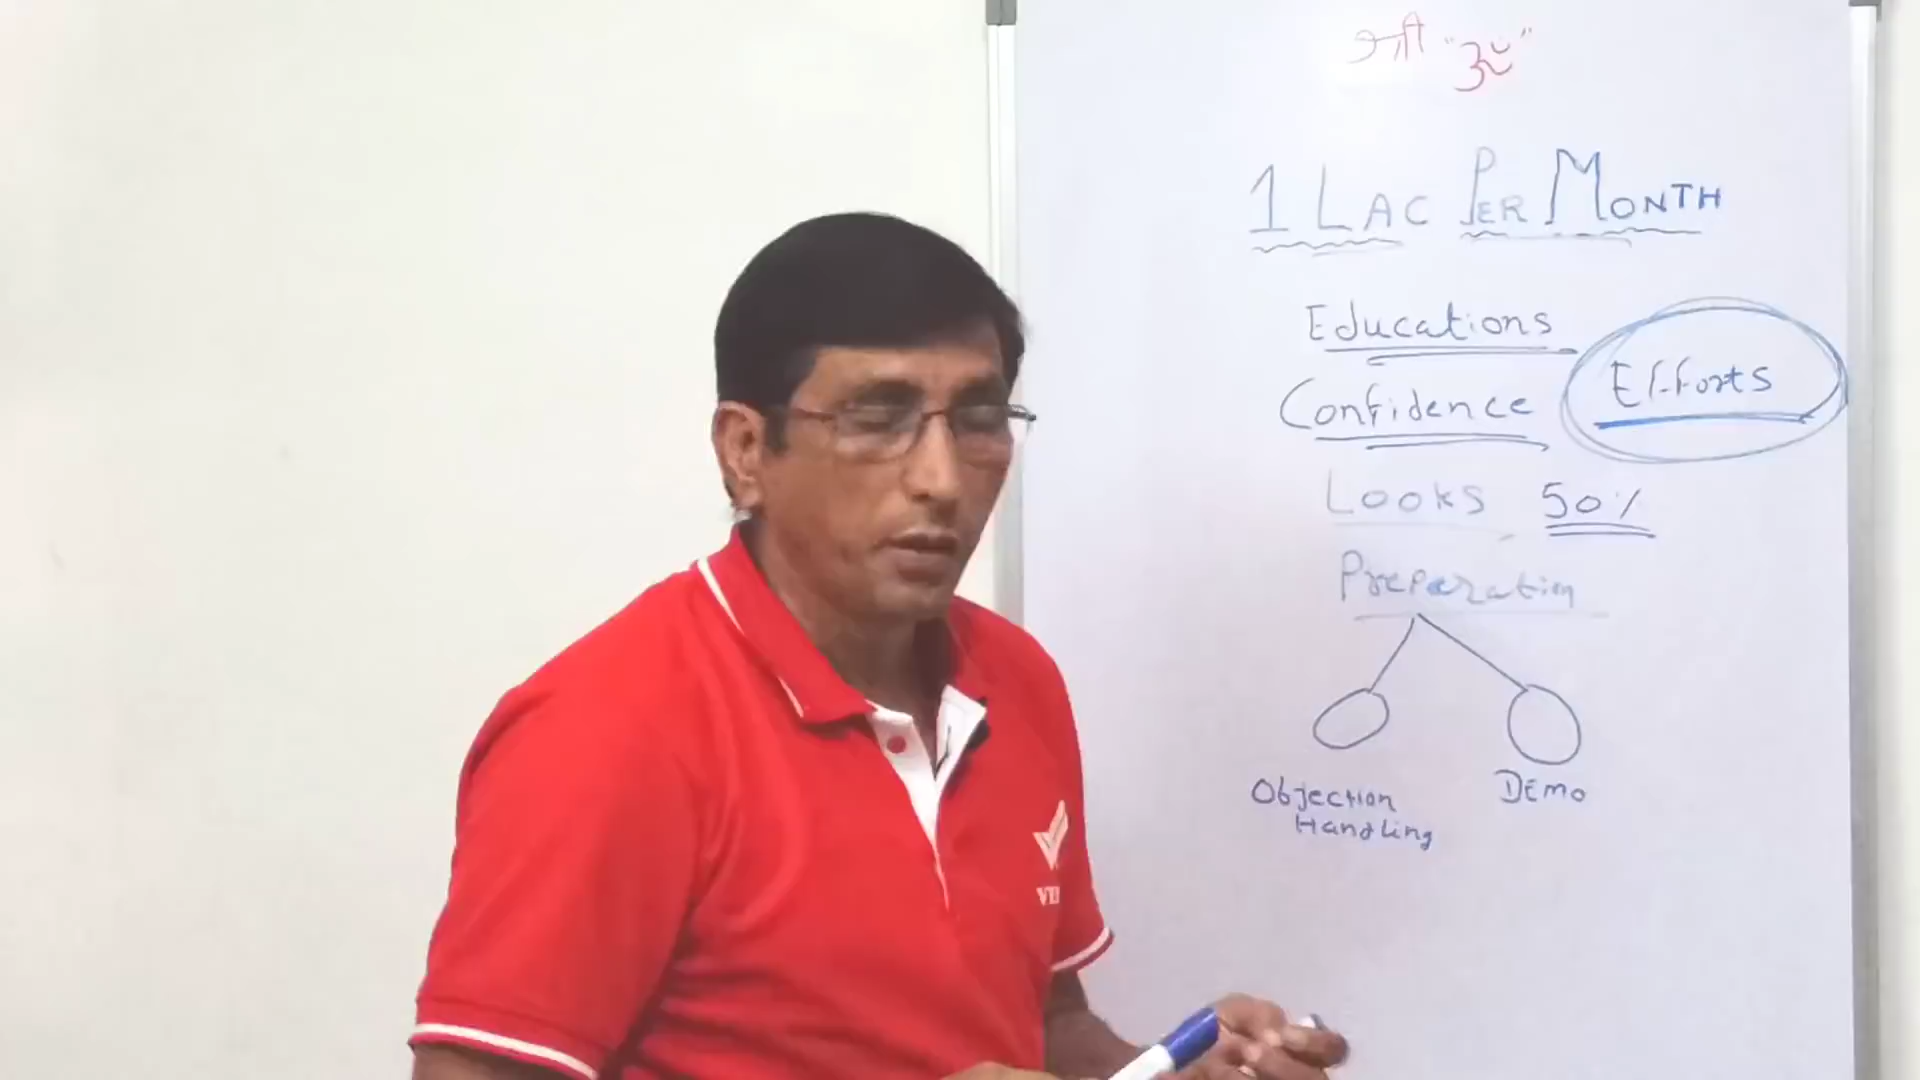 श्री "ॐ"
1 LAC PER MONTH
Educations
Efforts
Confidence
Looks 50%
Preparation
Objection
Handling
DEMO